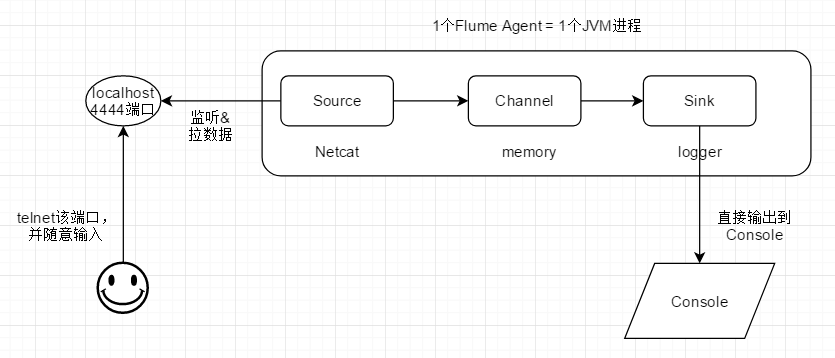 1个Flume Agent = 1个JVM进程
localhost
4444端口
监听&
拉数据
Source
Channel
Sink
Netcat
memory
logger
telnet该端口，
并随意输入
直接输出到
Console
Console